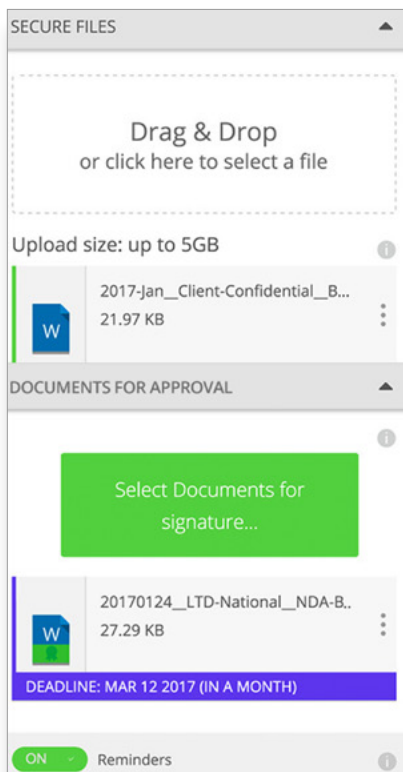 SECURE FILES
Drag & Drop
or click here to select a file
Upload size: up to 5GB
2017-Jan__Client-Confidential__B...
W
21.97 KB
DOCUMENTS FOR APPROVAL
Select Documents for
signature...
20170124__LTD-National__NDA-B..
W
27.29 KB
DEADLINE: MAR 12 2017 (IN A MONTH)
ON Reminders